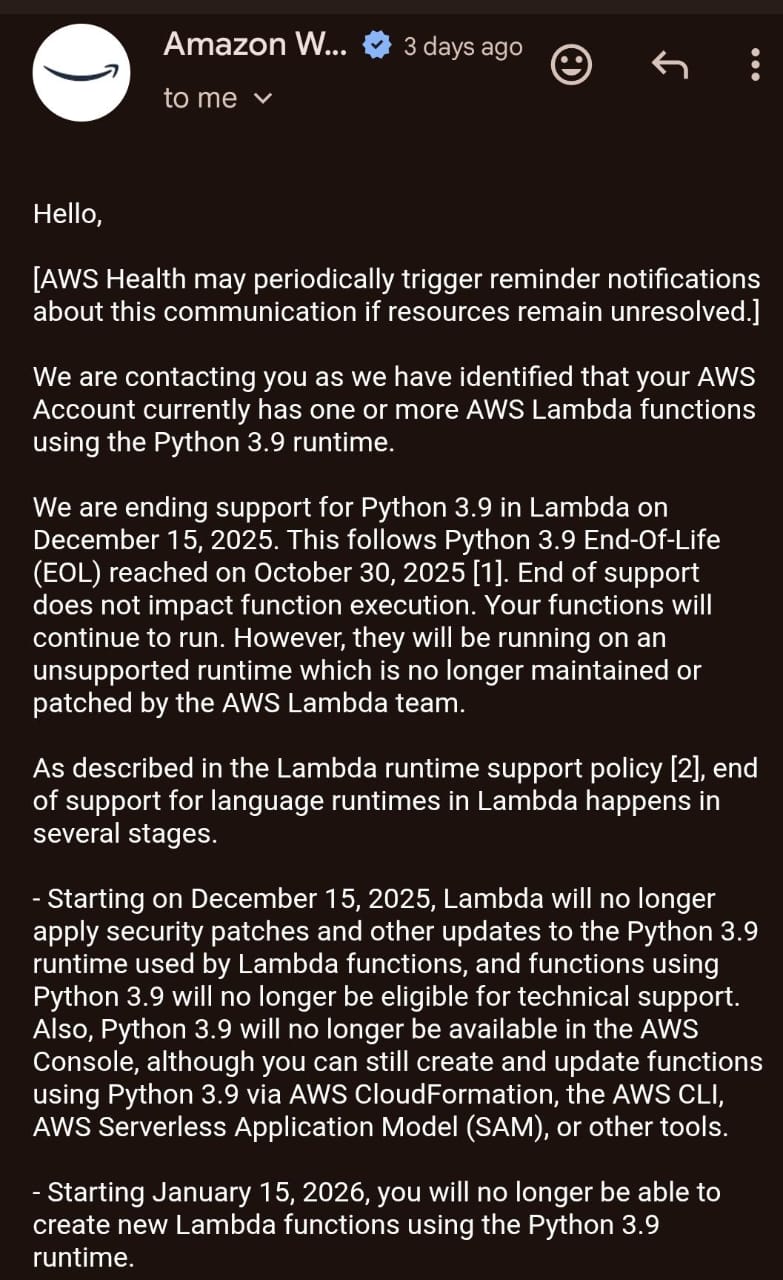 Amazon W... 3 days ago
to me
Hello,
[AWS Health may periodically trigger reminder notifications
about this communication if resources remain unresolved.]
We are contacting you as we have identified that your AWS
Account currently has one or more AWS Lambda functions
using the Python 3.9 runtime.
We are ending support for Python 3.9 in Lambda on
December 15, 2025. This follows Python 3.9 End-Of-Life
(EOL) reached on October 30, 2025 [1]. End of support
does not impact function execution. Your functions will
continue to run. However, they will be running on an
unsupported runtime which is no longer maintained or
patched by the AWS Lambda team.
As described in the Lambda runtime support policy [2], end
of support for language runtimes in Lambda happens in
several stages.
- Starting on December 15, 2025, Lambda will no longer
apply security patches and other updates to the Python 3.9
runtime used by Lambda functions, and functions using
Python 3.9 will no longer be eligible for technical support.
Also, Python 3.9 will no longer be available in the AWS
Console, although you can still create and update functions
using Python 3.9 via AWS CloudFormation, the AWS CLI,
AWS Serverless Application Model (SAM), or other tools.
- Starting January 15, 2026, you will no longer be able to
create new Lambda functions using the Python 3.9
runtime.